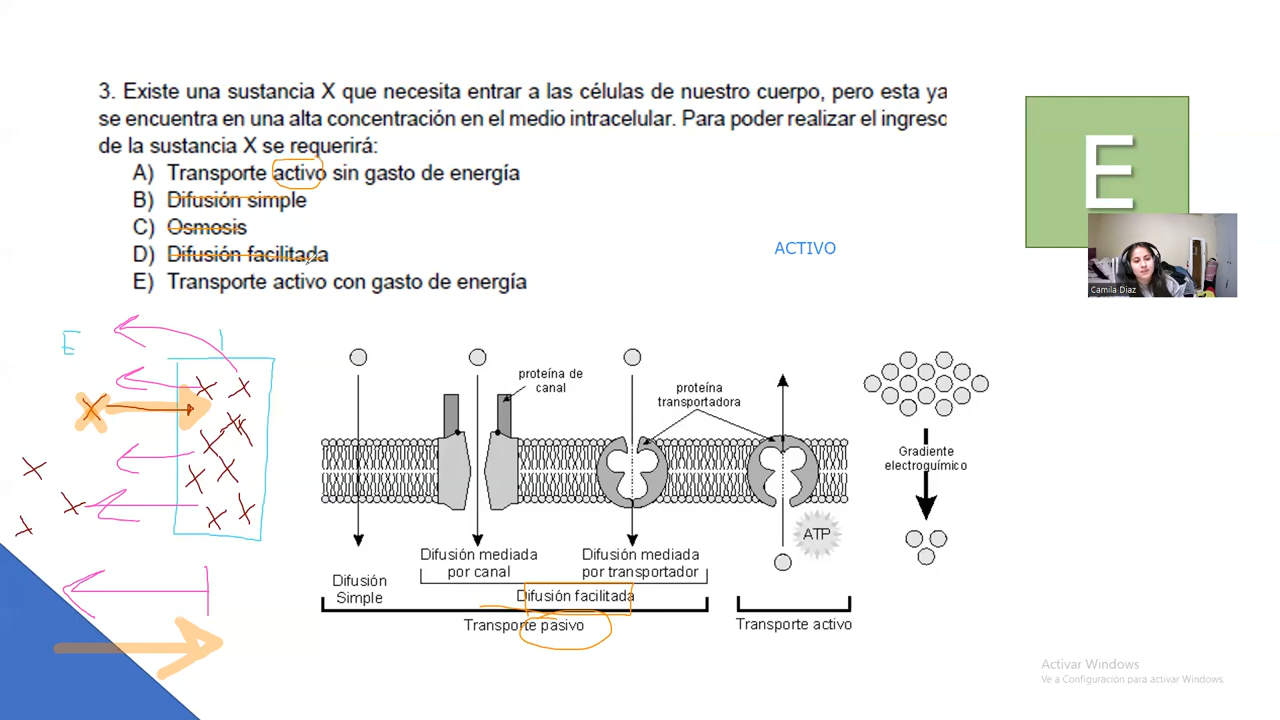 3. Existe una sustancia X que necesita entrar a las células de nuestro cuerpo, pero esta ya
se encuentra en una alta concentración en el medio intracelular. Para poder realizar el ingreso
de la sustancia X se requerirá:
A) Transporte activo sin gasto de energía
B) Difusión simple
C) Osmosis
D) Difusión facilitada
E) Transporte activo con gasto de energía
ACTIVO
E
Camila Diaz
E
I
X X
X
X X
X X
X X
X
X
X
proteína de
canal
proteína
transportadora
Gradiente
electroquímico
ATP
Difusión
Simple
Difusión mediada
por canal
Difusión mediada
por transportador
Difusión facilitada
Transporte pasivo
Transporte activo
Activar Windows
Ve a Configuración para activar Windows.